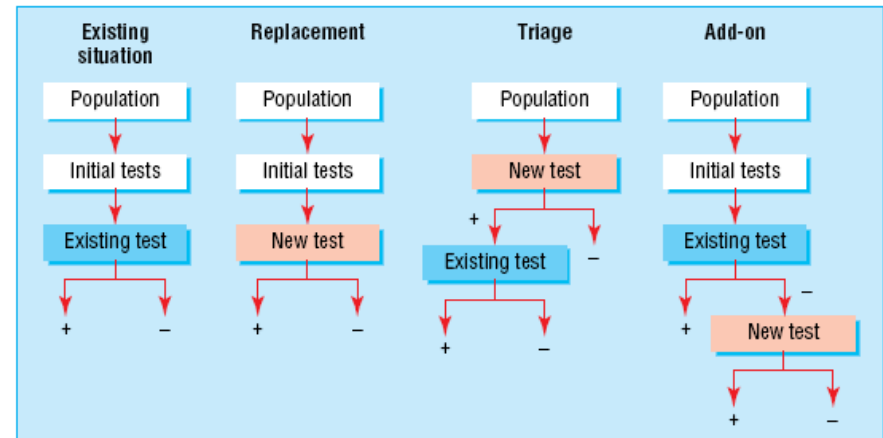 Existing
situation
Population
Initial tests
Existing test
+
–
Replacement
Population
Initial tests
New test
+
–
Triage
Population
New test
+
–
Existing test
+
–
Add-on
Population
Initial tests
Existing test
+
–
New test
+
–